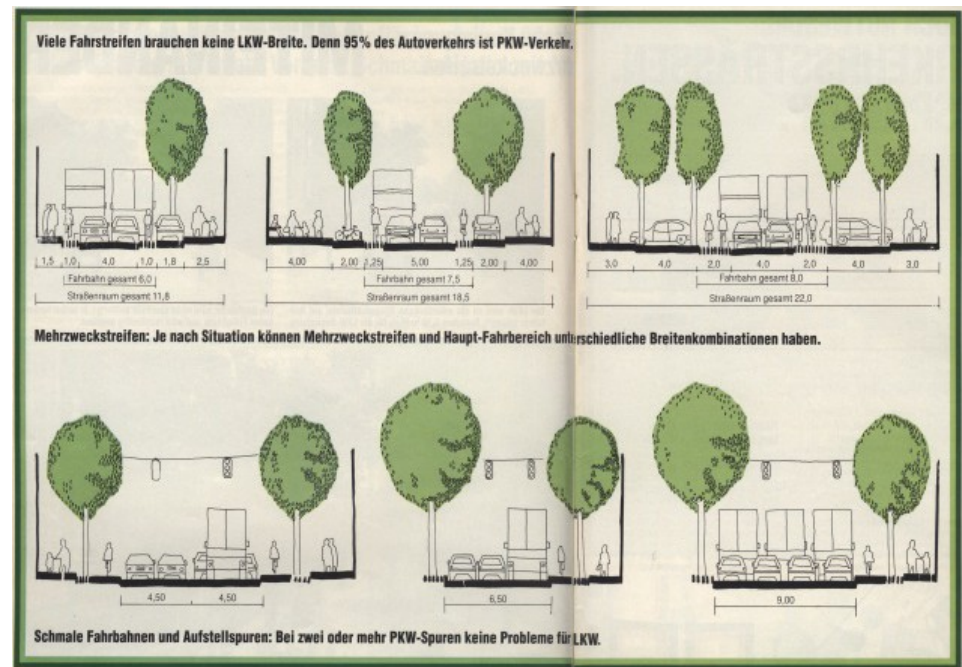 Viele Fahrstreifen brauchen keine LKW-Breite. Denn 95% des Autoverkehrs ist PKW-Verkehr.
1,5 1,0 4,0 1,0 1,8 2,5
Fahrbahn gesamt 6,0
Straßenraum gesamt 11,8
4,00 2,00 1,25 5,00 1,25 2,00 4,00
Fahrbahn gesamt 7,5
Straßenraum gesamt 18,5
3,0 4,0 2,0 4,0 2,0 4,0 3,0
Fahrbahn gesamt 8,0
Straßenraum gesamt 22,0
Mehrzweckstreifen: Je nach Situation können Mehrzweckstreifen und Haupt-Fahrbereich unterschiedliche Breitenkombinationen haben.
4,50 4,50
6,50
9,00
Schmale Fahrbahnen und Aufstellspuren: Bei zwei oder mehr PKW-Spuren keine Probleme für LKW.